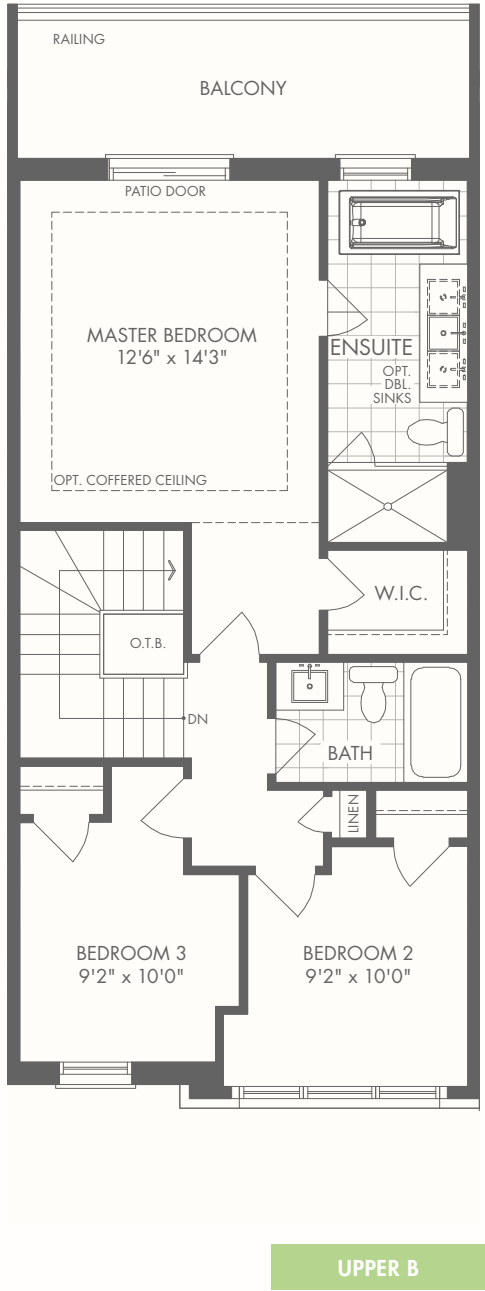 RAILING
BALCONY
PATIO DOOR
MASTER BEDROOM
12'6" x 14'3"
ENSUITE
OPT.
DBL.
SINKS
OPT. COFFERED CEILING
W.I.C.
O.T.B.
DN
BATH
LINEN
BEDROOM 3
9'2" x 10'0"
BEDROOM 2
9'2" x 10'0"
UPPER B